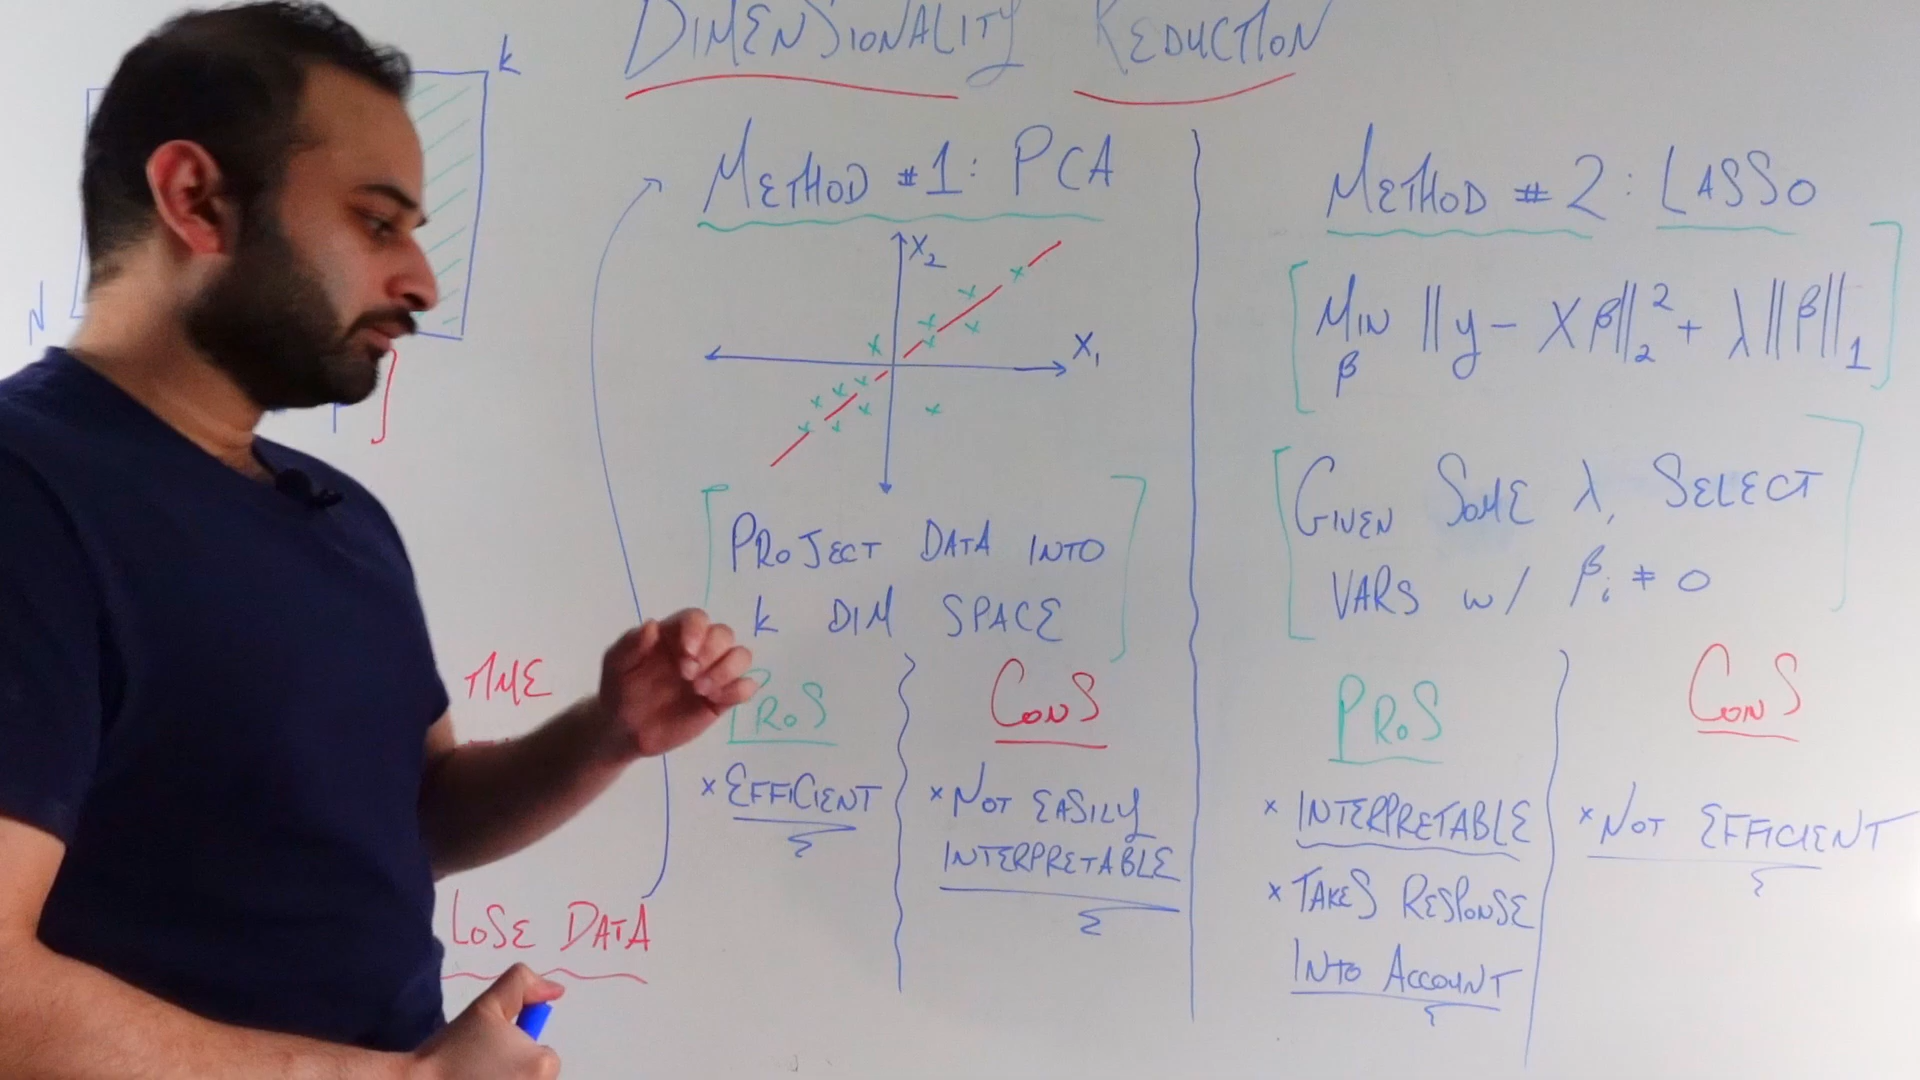 DIMENSIONALITY REDUCTION
k
N
METHOD #1: PCA
X2
X1
PROJECT DATA INTO
k DIM SPACE
PROS
* EFFICIENT
CONS
* NOT EASILY
INTERPRETABLE
METHOD #2: LASSO
MIN ||y - Xβ||₂² + λ||β||₁
β
GIVEN SOME λ, SELECT
VARS w/ βi ≠ 0
PROS
* INTERPRETABLE
* TAKES RESPONSE
INTO ACCOUNT
CONS
* NOT EFFICIENT
TIME
LOSE DATA